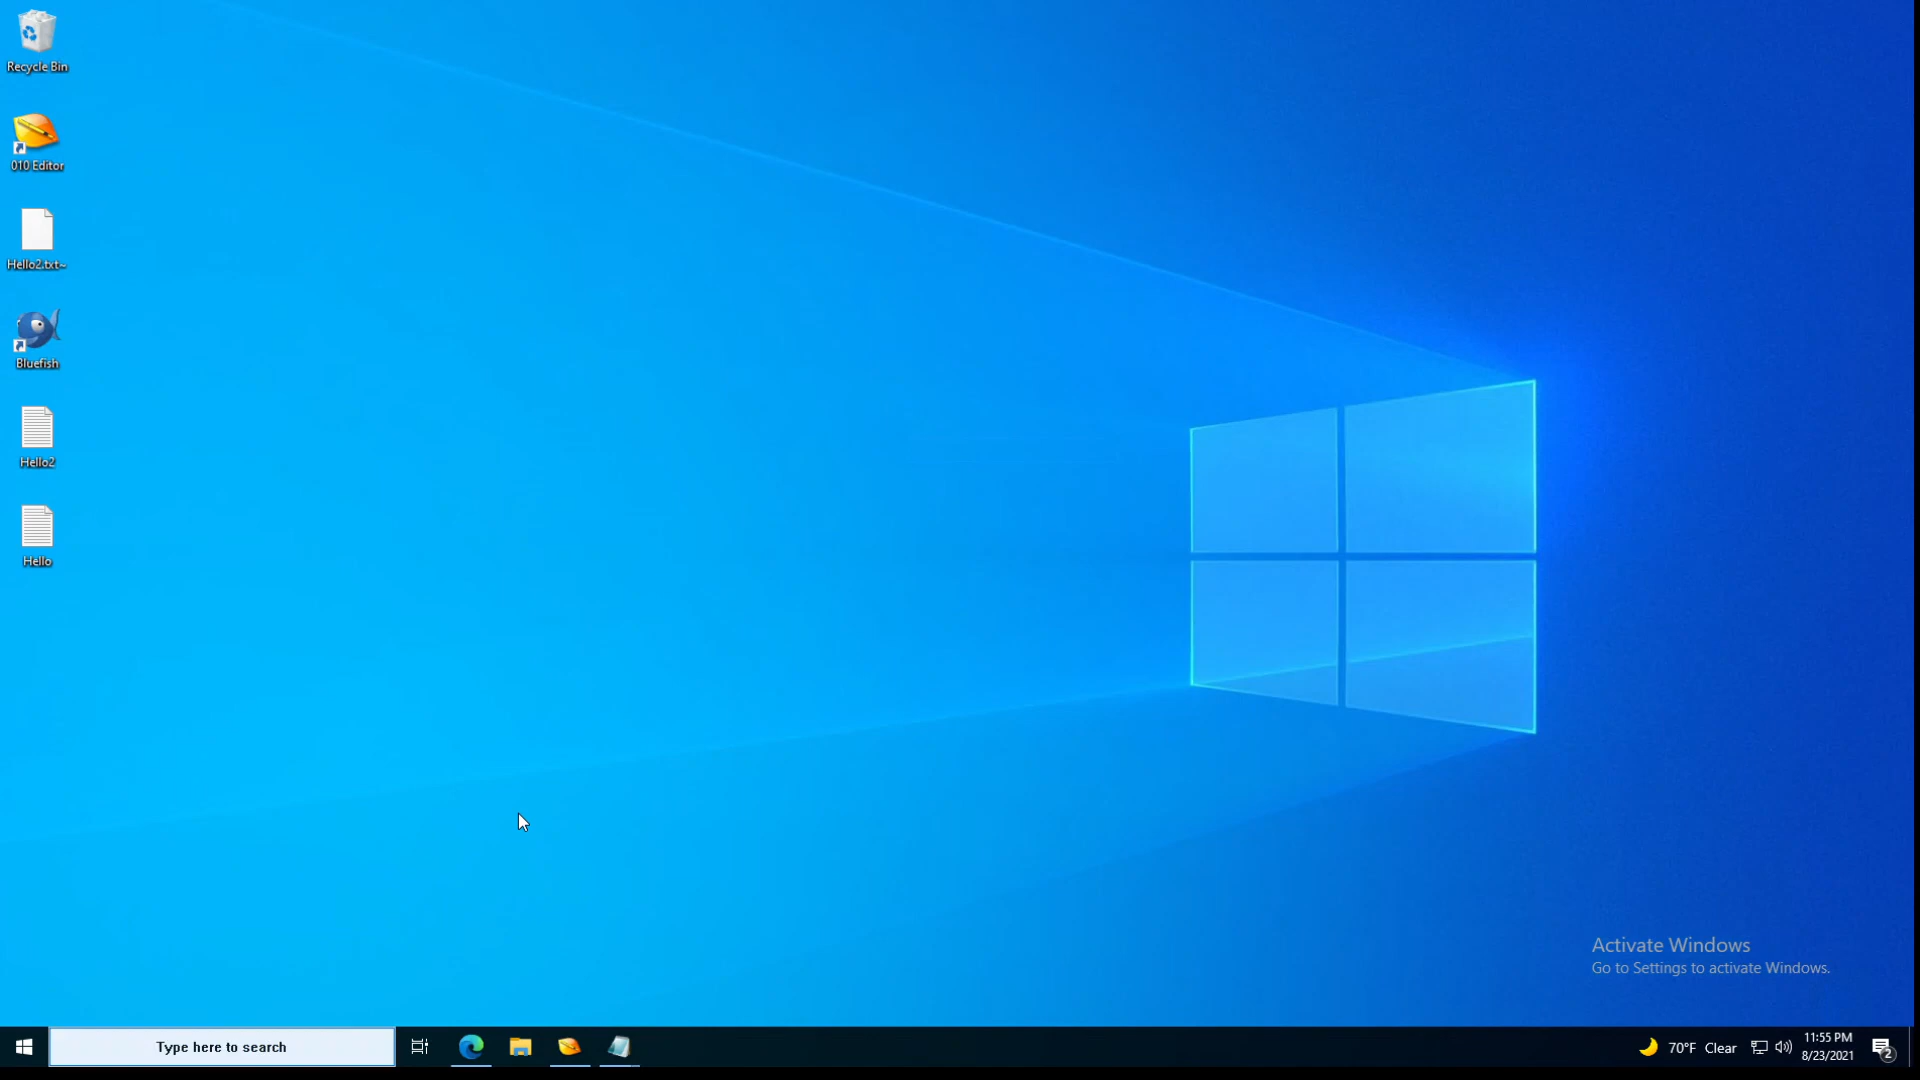 Recycle Bin
010 Editor
Hello2.txt~
Bluefish
Hello2
Hello
Activate Windows
Go to Settings to activate Windows.
Type here to search
70°F Clear
11:55 PM
8/23/2021
2